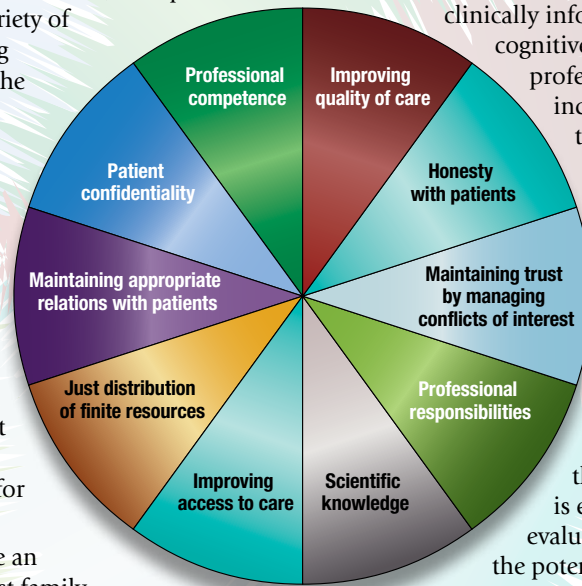 riety of
g
he
t
for
e an
st family
clinically info
cognitive
profe
inc
t
th
is e
evalu
the poten
Professional
competence
Improving
quality of care
Honesty
with patients
Maintaining trust
by managing
conflicts of interest
Professional
responsibilities
Scientific
knowledge
Improving
access to care
Just distribution
of finite resources
Maintaining appropriate
relations with patients
Patient
confidentiality